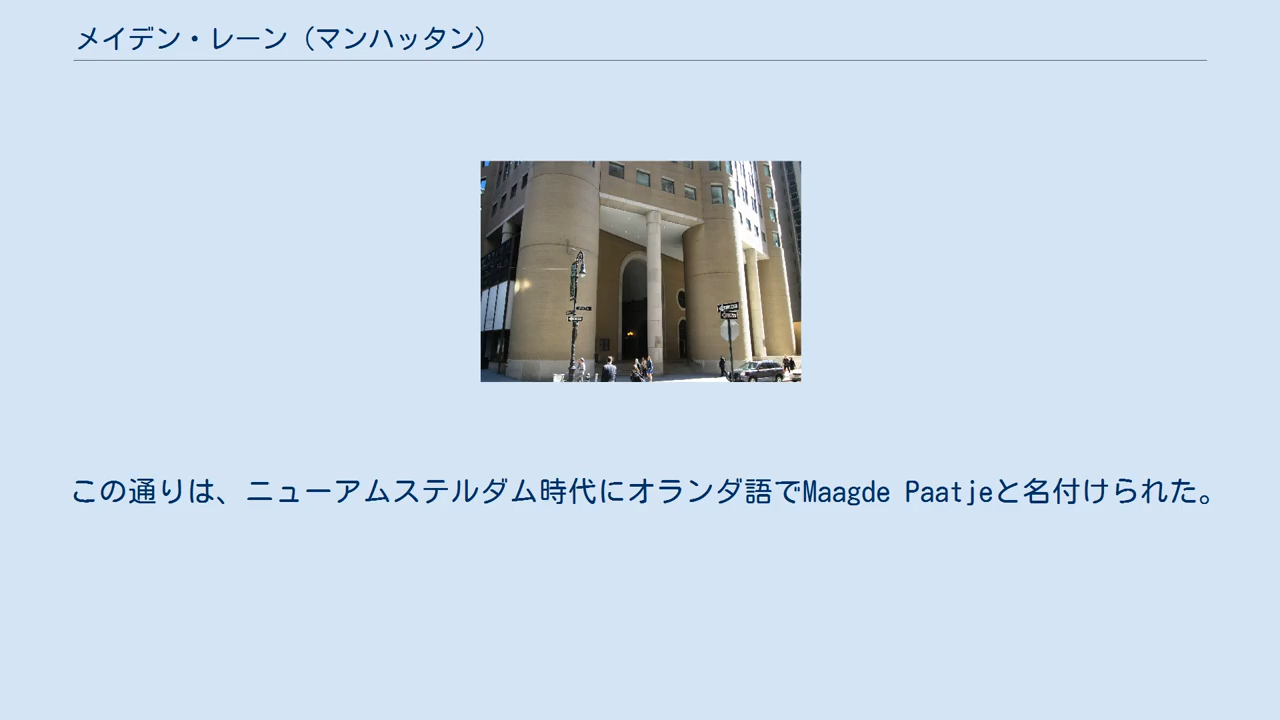 メイデン・レーン（マンハッタン）
この通りは、ニューアムステルダム時代にオランダ語でMaagde Paatjeと名付けられた。